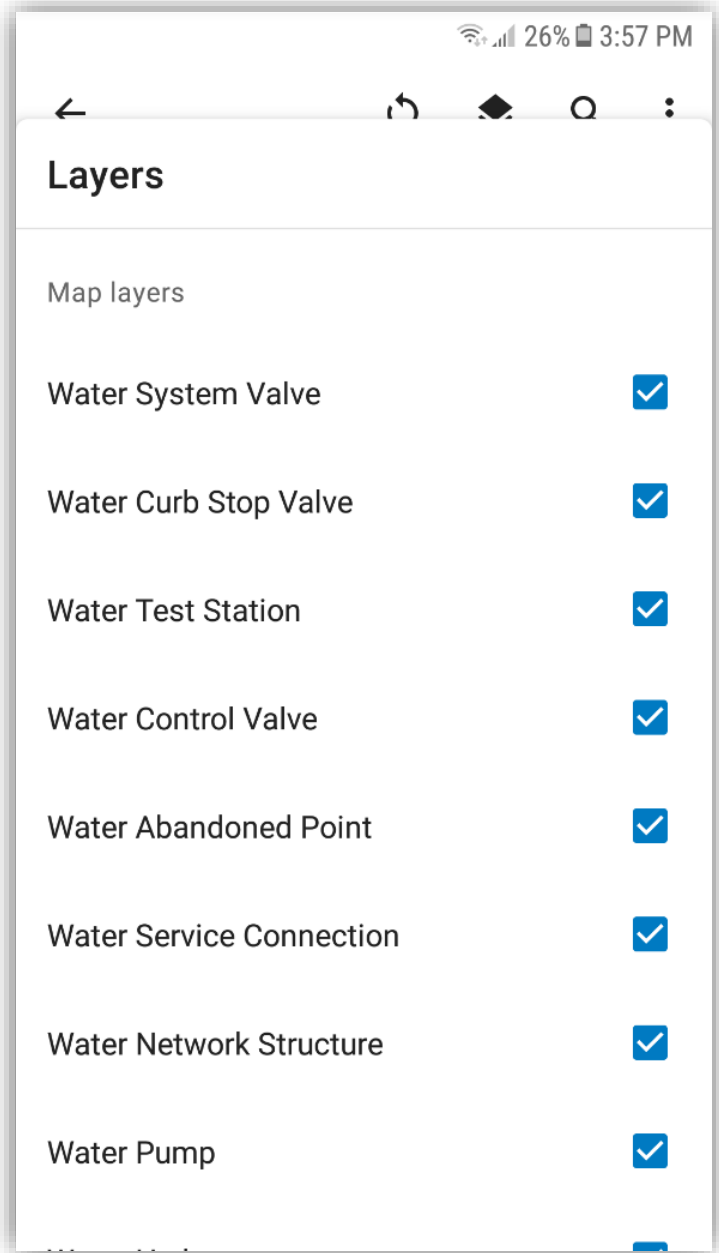 26% 3:57 PM
Layers
Map layers
Water System Valve
Water Curb Stop Valve
Water Test Station
Water Control Valve
Water Abandoned Point
Water Service Connection
Water Network Structure
Water Pump